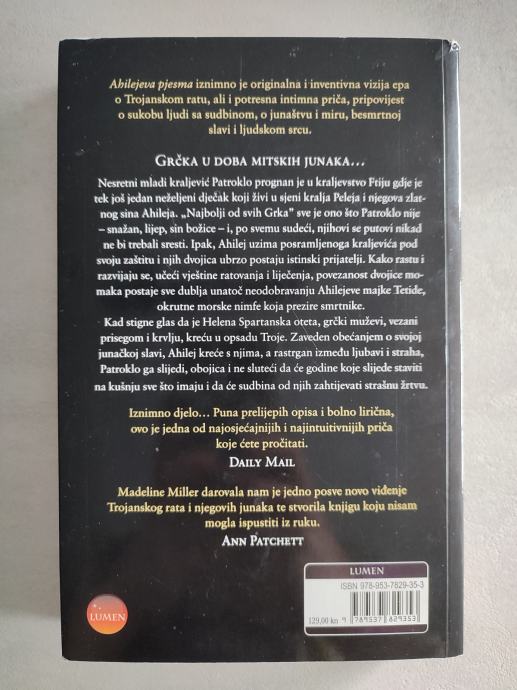 Ahilejeva pjesma iznimno je originalna i inventivna vizija epa
o Trojanskom ratu, ali i potresna intimna priča, pripovijest
o sukobu ljudi sa sudbinom, o junaštvu i miru, besmrtnoj
slavi i ljudskom srcu.
GRČKA U DOBA MITSKIH JUNAKA...
Nesretni mladi kraljević Patroklo prognan je u kraljevstvo Ftiju gdje je
tek još jedan neželjeni dječak koji živi u sjeni kralja Peleja i njegova zlat-
nog sina Ahileja. „Najbolji od svih Grka” sve je ono što Patroklo nije
– snažan, lijep, sin božice – i, po svemu sudeći, njihovi se putovi nikad
ne bi trebali sresti. Ipak, Ahilej uzima posramljenoga kraljevića pod
svoju zaštitu i njih dvojica ubrzo postaju istinski prijatelji. Kako rastu i
razvijaju se, učeći vještine ratovanja i liječenja, povezanost dvojice mo-
maka postaje sve dublja unatoč neodobravanju Ahilejeve majke Tetide,
okrutne morske nimfe koja prezire smrtnike.
Kad stigne glas da je Helena Spartanska oteta, grčki muževi, vezani
prisegom i krvlju, kreću u opsadu Troje. Zaveden obećanjem o svojoj
junačkoj slavi, Ahilej kreće s njima, a rastrgan između ljubavi i straha,
Patroklo ga slijedi, obojica i ne sluteći da će godine koje slijede staviti
na kušnju sve što imaju i da će sudbina od njih zahtijevati strašnu žrtvu.
Iznimno djelo... Puna prelijepih opisa i bolno lirična,
ovo je jedna od najosjećajnijih i najintuitivnijih priča
koje ćete pročitati.
DAILY MAIL
Madeline Miller darovala nam je jedno posve novo viđenje
Trojanskog rata i njegovih junaka te stvorila knjigu koju nisam
mogla ispustiti iz ruku.
ANN PATCHETT
LUMEN
ISBN 978-953-7829-35-3
129,00 kn 9 789537 829353
LUMEN